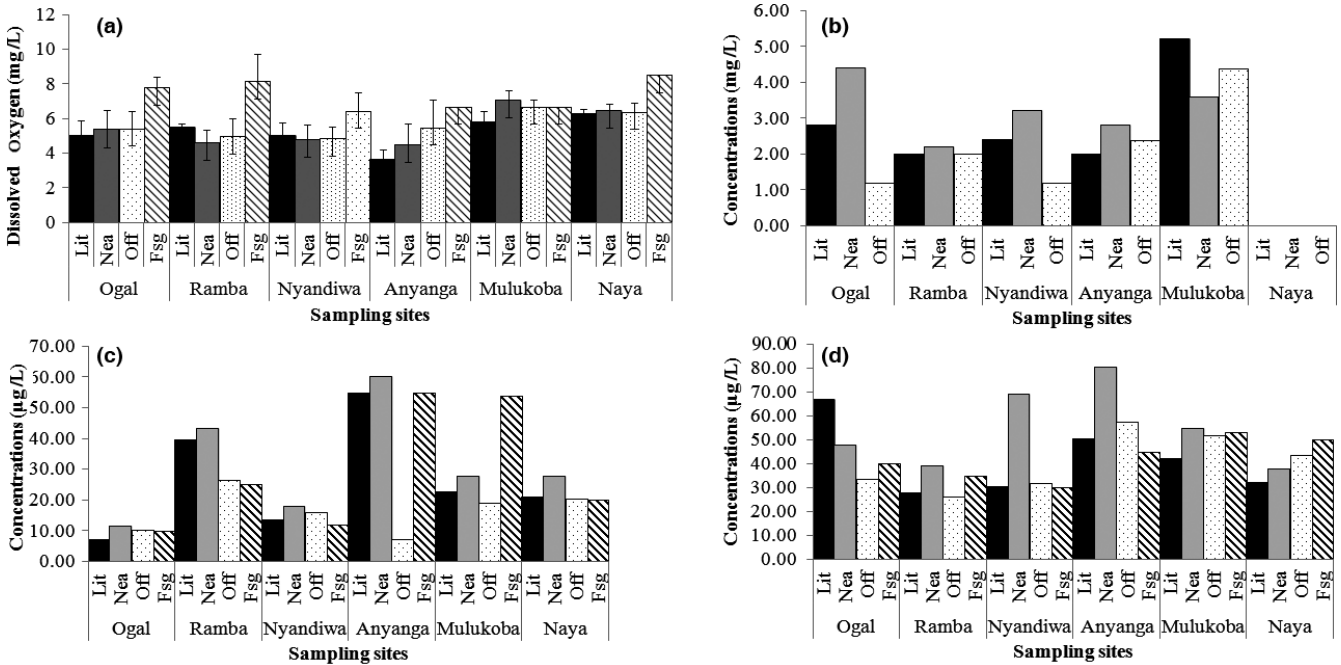 (a)
Dissolved Oxygen (mg/L)
12
10
8
6
4
2
0
Lit Nea Off Fsg Lit Nea Off Fsg Lit Nea Off Fsg Lit Nea Off Fsg Lit Nea Off Fsg Lit Nea Off Fsg
Ogal Ramba Nyandiwa Anyanga Mulukoba Naya
Sampling sites
(b)
Concentrations (mg/L)
6.00
5.00
4.00
3.00
2.00
1.00
0.00
Lit Nea Off Lit Nea Off Lit Nea Off Lit Nea Off Lit Nea Off Lit Nea Off
Ogal Ramba Nyandiwa Anyanga Mulukoba Naya
Sampling sites
(c)
Concentrations (µg/L)
70.00
60.00
50.00
40.00
30.00
20.00
10.00
0.00
Lit Nea Off Fsg Lit Nea Off Fsg Lit Nea Off Fsg Lit Nea Off Fsg Lit Nea Off Fsg Lit Nea Off Fsg
Ogal Ramba Nyandiwa Anyanga Mulukoba Naya
Sampling sites
(d)
Concentrations (µg/L)
90.00
80.00
70.00
60.00
50.00
40.00
30.00
20.00
10.00
0.00
Lit Nea Off Fsg Lit Nea Off Fsg Lit Nea Off Fsg Lit Nea Off Fsg Lit Nea Off Fsg Lit Nea Off Fsg
Ogal Ramba Nyandiwa Anyanga Mulukoba Naya
Sampling sites